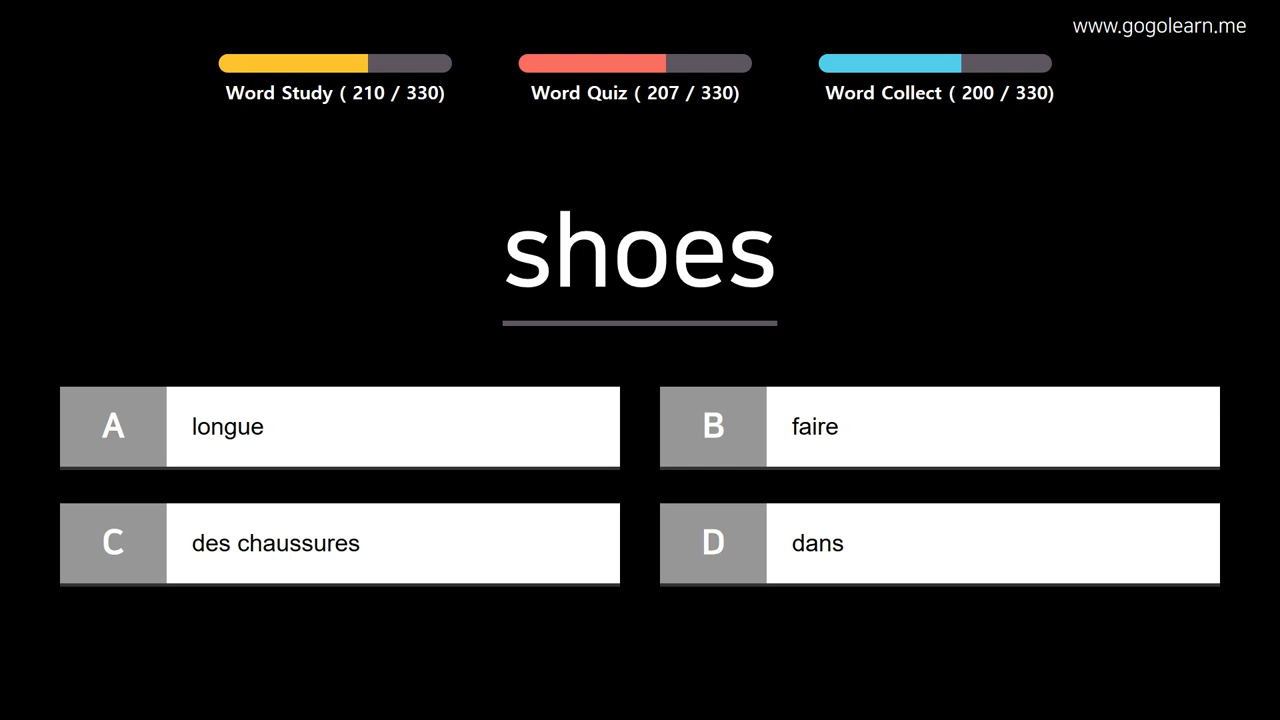 www.gogolearn.me
Word Study ( 210 / 330)
Word Quiz ( 207 / 330)
Word Collect ( 200 / 330)
shoes
A longue
B faire
C des chaussures
D dans